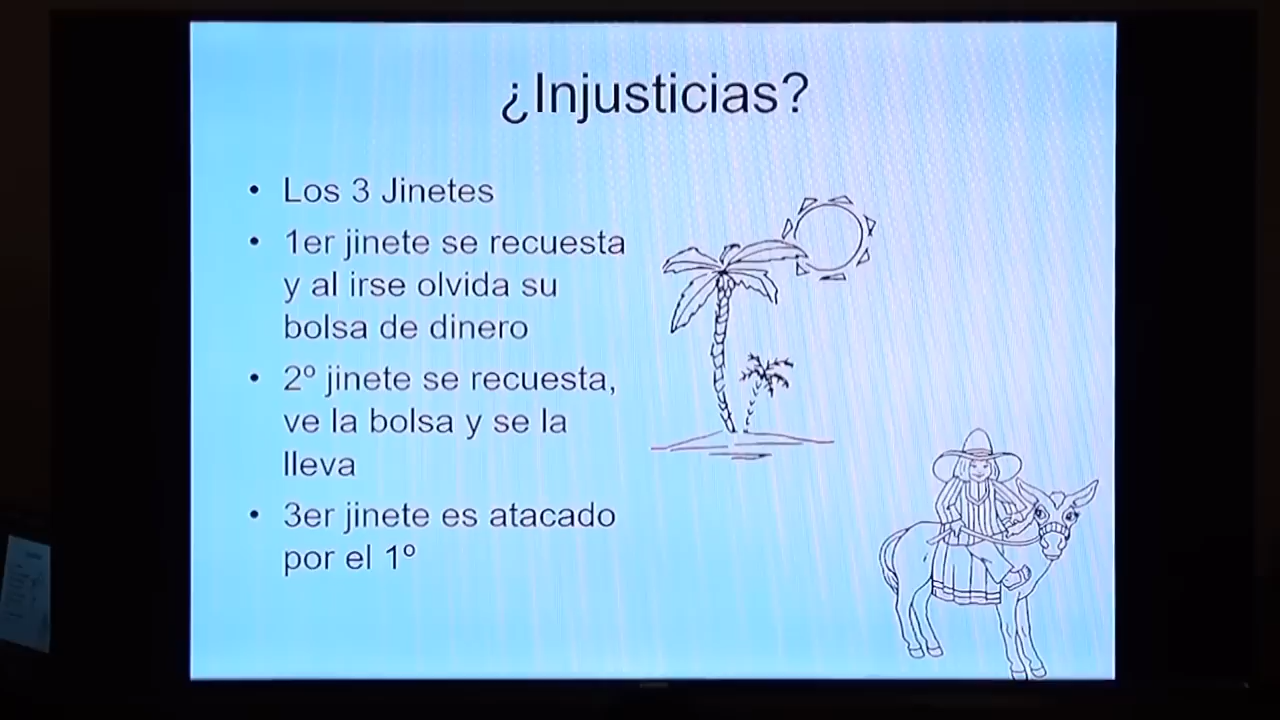 ¿Injusticias?
• Los 3 Jinetes
• 1er jinete se recuesta
y al irse olvida su
bolsa de dinero
• 2º jinete se recuesta,
ve la bolsa y se la
lleva
• 3er jinete es atacado
por el 1º